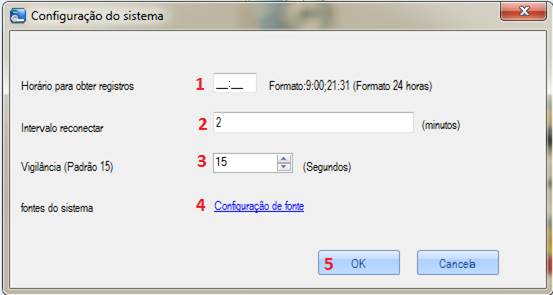 Configuração do sistema
Horário para obter registros 1 __:__ Formato:9:00;21:31 (Formato 24 horas)
Intervalo reconectar 2 2 (minutos)
Vigilância (Padrão 15) 3 15 (Segundos)
fontes do sistema 4 Configuração de fonte
5 OK Cancela